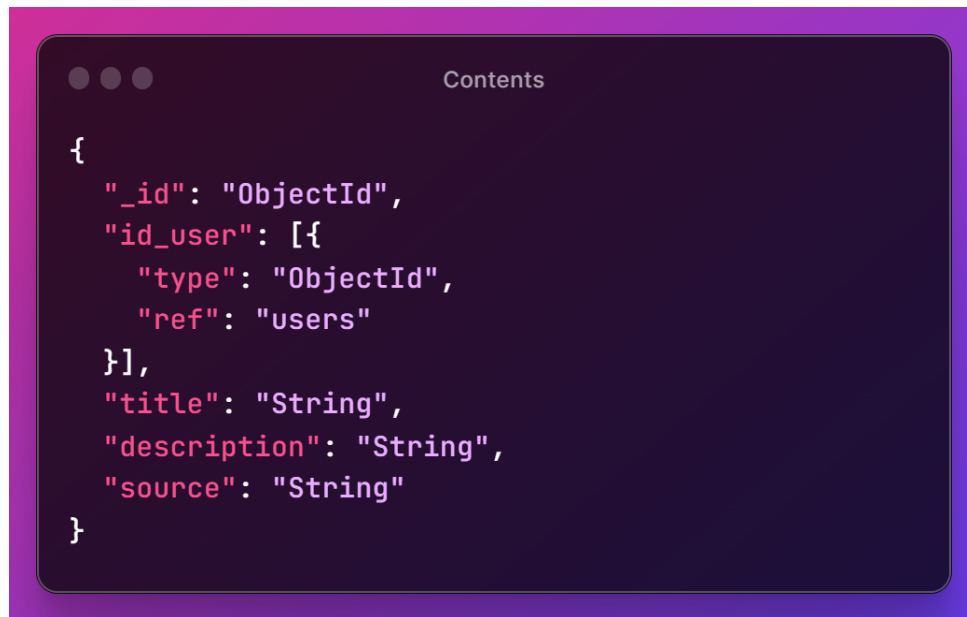 Contents
{
  "_id": "ObjectId",
  "id_user": [{
    "type": "ObjectId",
    "ref": "users"
  }],
  "title": "String",
  "description": "String",
  "source": "String"
}